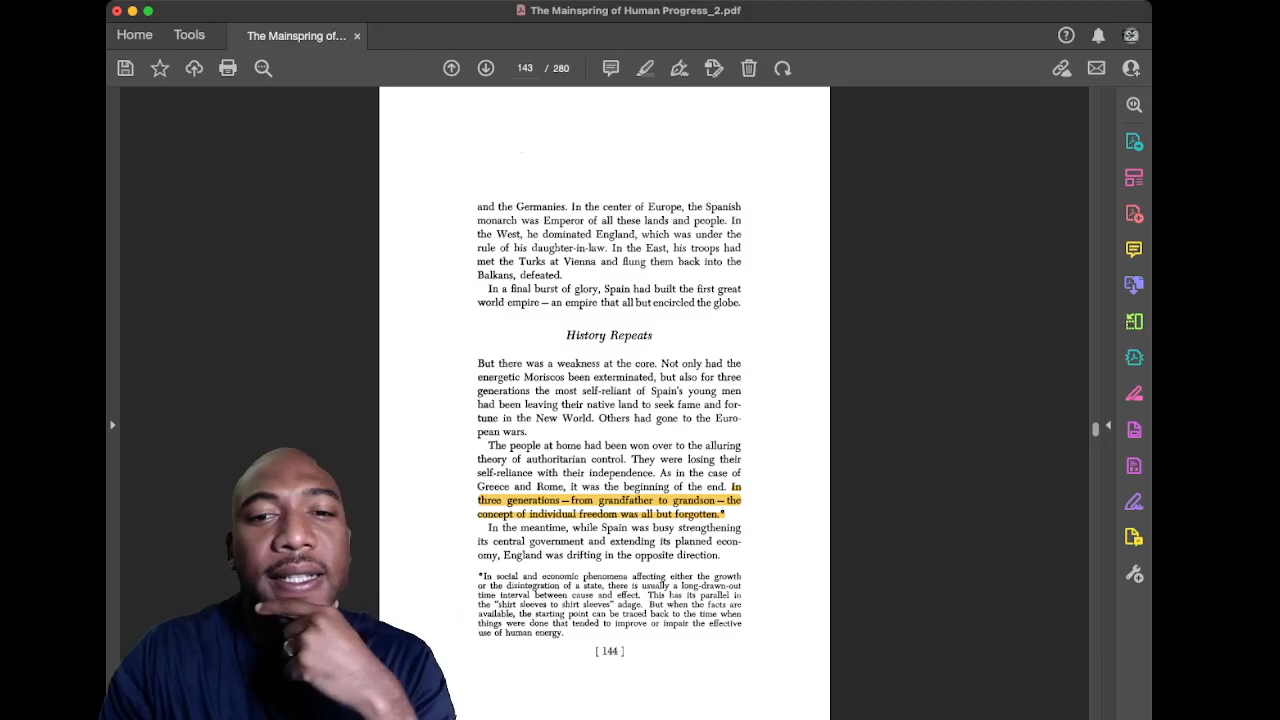 The Mainspring of Human Progress_2.pdf
Home
Tools
The Mainspring of...
143 / 280
and the Germanies. In the center of Europe, the Spanish
monarch was Emperor of all these lands and people. In
the West, he dominated England, which was under the
rule of his daughter-in-law. In the East, his troops had
met the Turks at Vienna and flung them back into the
Balkans, defeated.
In a final burst of glory, Spain had built the first great
world empire – an empire that all but encircled the globe.
History Repeats
But there was a weakness at the core. Not only had the
energetic Moriscos been exterminated, but also for three
generations the most self-reliant of Spain's young men
had been leaving their native land to seek fame and for-
tune in the New World. Others had gone to the Euro-
pean wars.
The people at home had been won over to the alluring
theory of authoritarian control. They were losing their
self-reliance with their independence. As in the case of
Greece and Rome, it was the beginning of the end. In
three generations – from grandfather to grandson – the
concept of individual freedom was all but forgotten.*
In the meantime, while Spain was busy strengthening
its central government and extending its planned econ-
omy, England was drifting in the opposite direction.
*In social and economic phenomena affecting either the growth
or the disintegration of a state, there is usually a long-drawn-out
time interval between cause and effect. This has its parallel in
the "shirt sleeves to shirt sleeves" adage. But when the facts are
available, the starting point can be traced back to the time when
things were done that tended to improve or impair the effective
use of human energy.
[ 144 ]